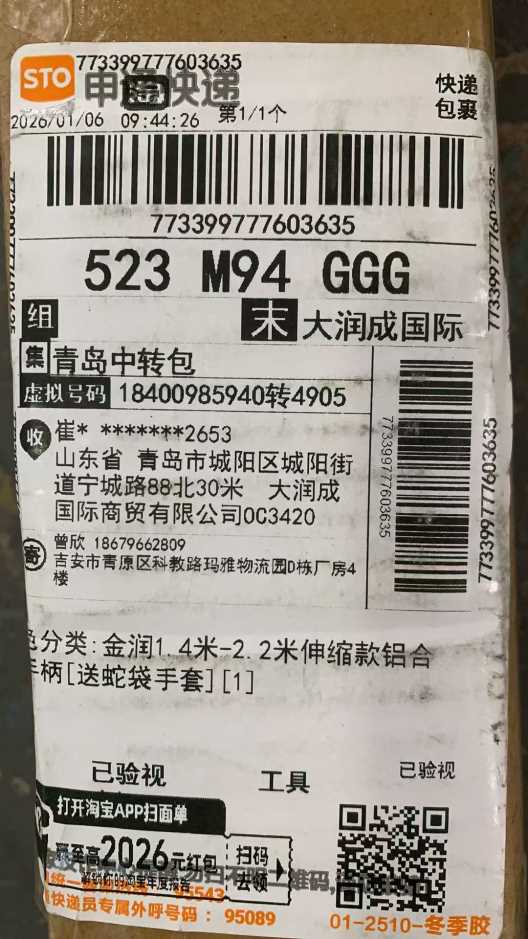 STO
773399777603635
申通快递
快递
包裹
2026/01/06 09:44:26 第1/1个
773399777603635
523 M94 GGG
组
末 大润成国际
集 青岛中转包
虚拟号码 18400985940转4905
收 崔* *******2653
山东省 青岛市城阳区城阳街
道宁城路88北30米 大润成
国际商贸有限公司0C3420
寄 曾欣 18679662809
吉安市青原区科教路玛雅物流园D栋厂房4
楼
773399777603635
773399777603635
773399777603635
色分类:金润1.4米-2.2米伸缩款铝合
手柄[送蛇袋手套][1]
已验视
工具
已验视
打开淘宝APP扫面单
至高2026元红包
扫码
去领
95543
快递员专属外呼号码: 95089
01-2510-冬季胶